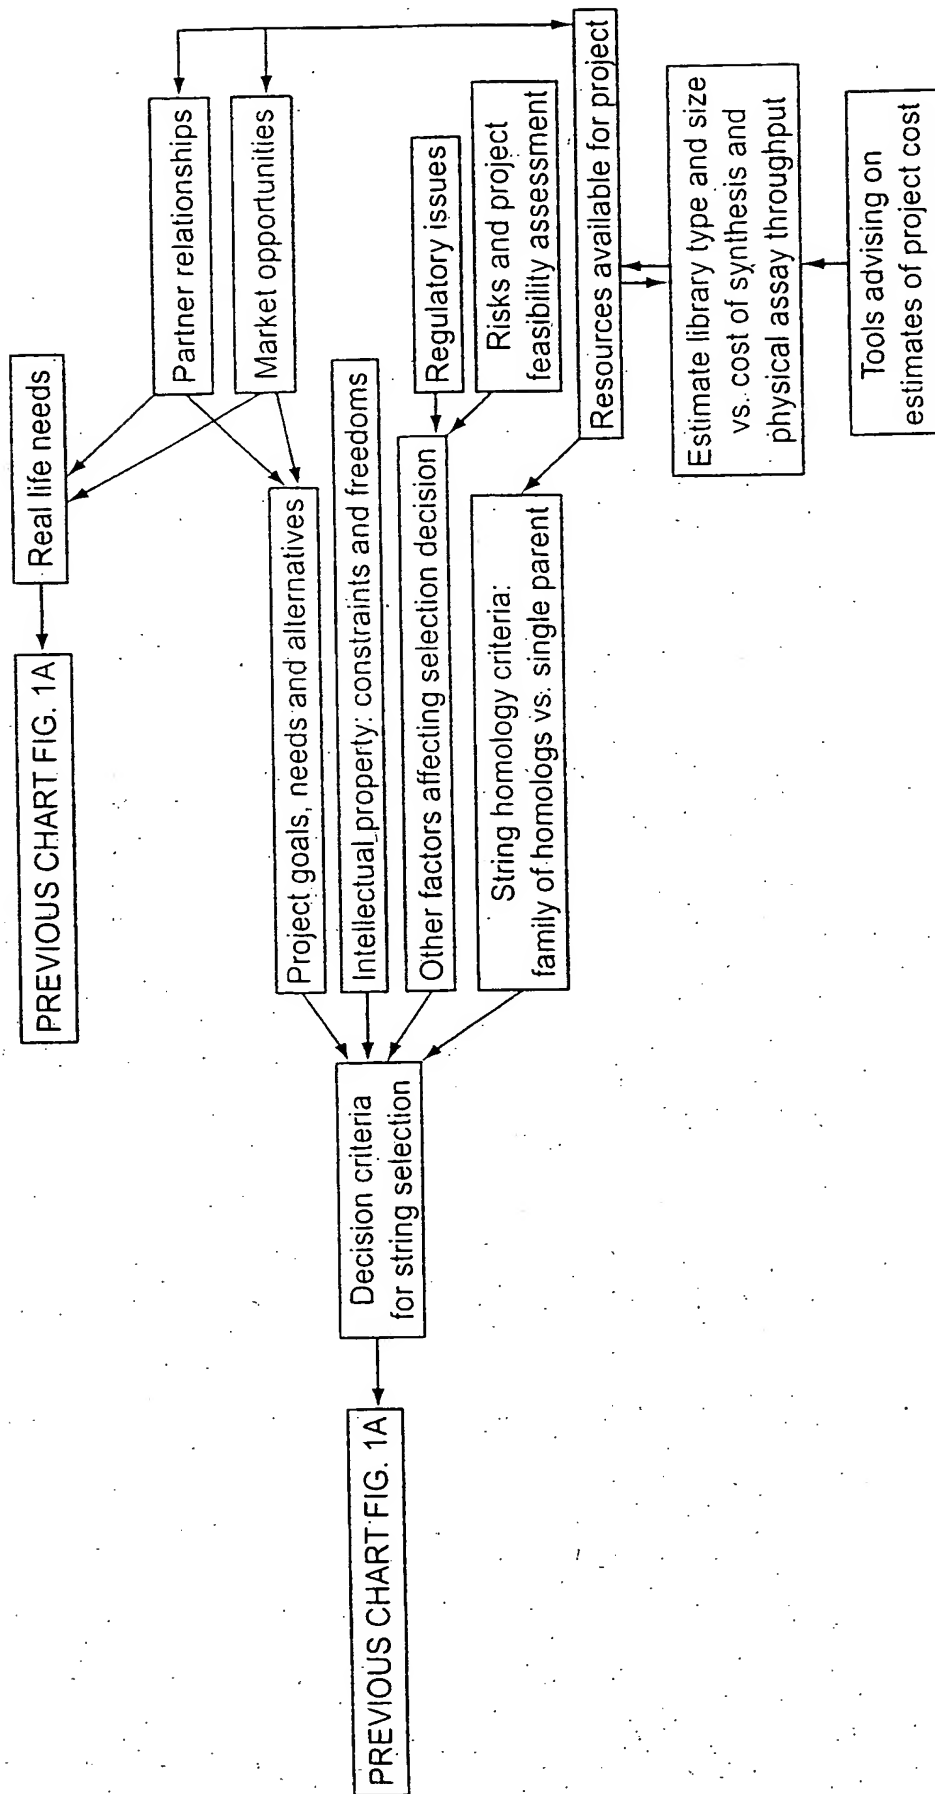 PREVIOUS CHART FIG. 1A
Real life needs
Partner relationships
Market opportunities
Project goals, needs and alternatives
Intellectual property: constraints and freedoms
Regulatory issues
Other factors affecting selection decision
Risks and project
feasibility assessment
String homology criteria:
family of homologs vs. single parent
Resources available for project
Decision criteria
for string selection
PREVIOUS CHART FIG. 1A
Estimate library type and size
vs. cost of synthesis and
physical assay throughput
Tools advising on
estimates of project cost